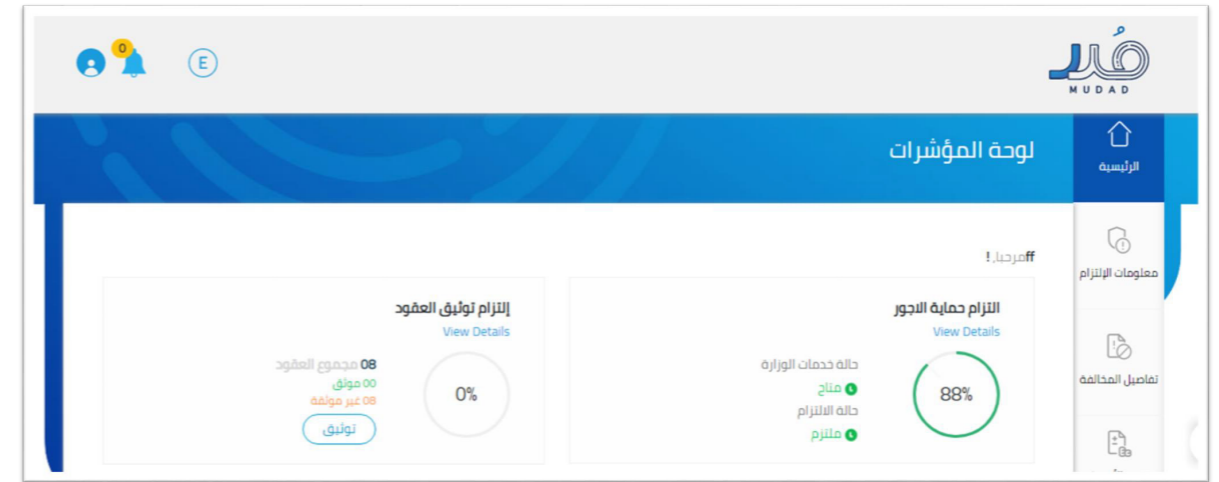 مُدد
MUDAD
E
0
الرئيسية
لوحة المؤشرات
معلومات الإلتزام
تفاصيل المخالفة
ffمرحبا, !
التزام حماية الاجور
View Details
88%
حالة خدمات الوزارة
متاح
حالة الالتزام
ملتزم
إلتزام توثيق العقود
View Details
0%
08 مجموع العقود
00 موثق
08 غير موثقة
توثيق